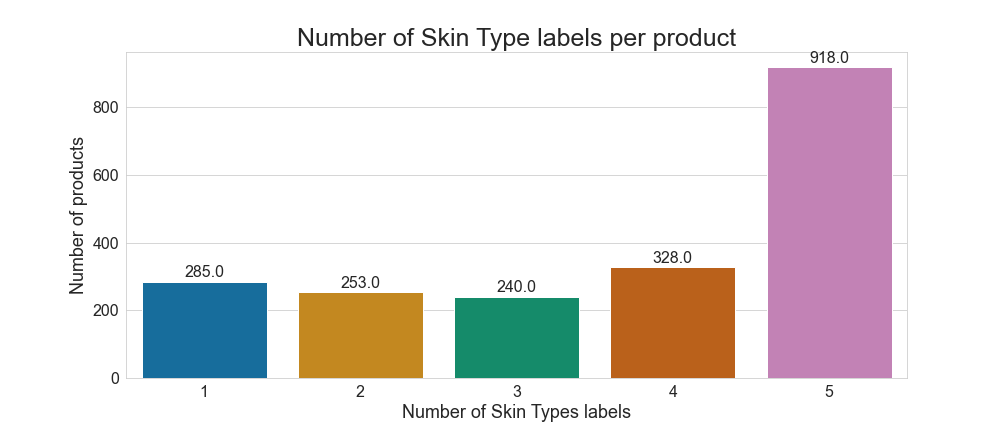 Number of Skin Type labels per product
918.0
800
600
400
328.0
285.0
253.0
240.0
200
0
Number of products
1 2 3 4 5
Number of Skin Types labels